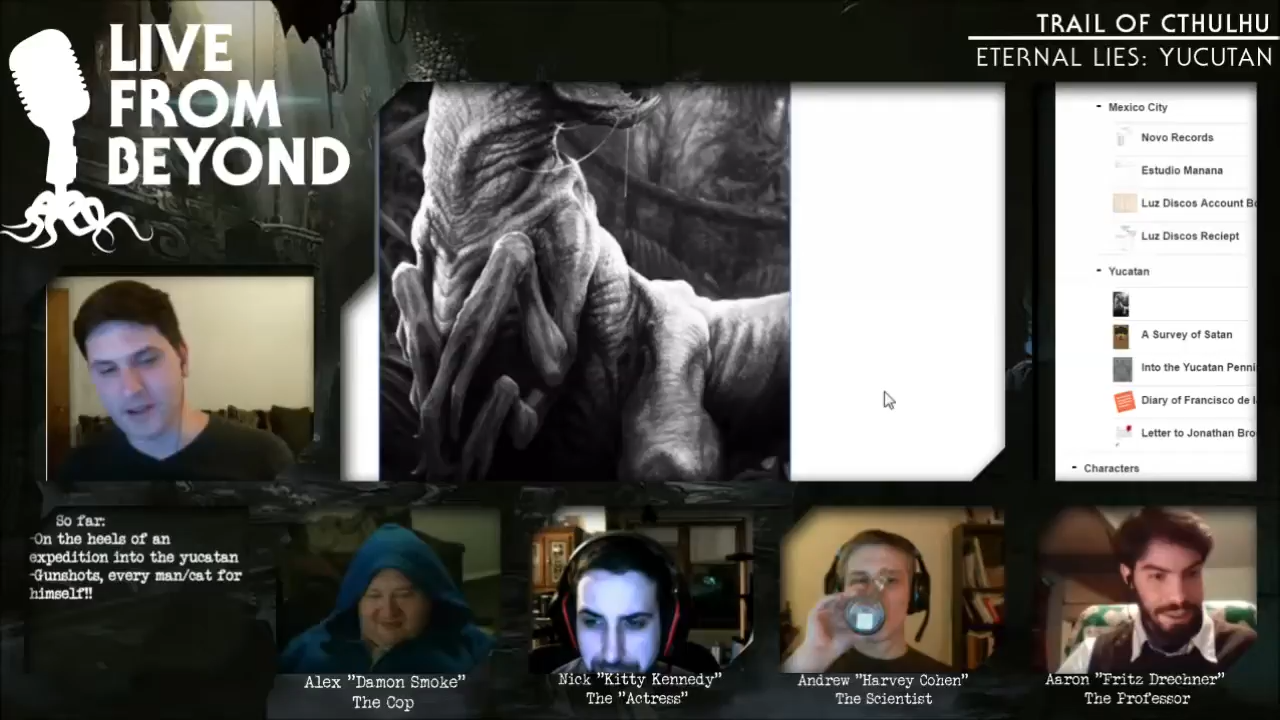 LIVE
FROM
BEYOND
TRAIL OF CTHULHU
ETERNAL LIES: YUCUTAN
- Mexico City
Novo Records
Estudio Manana
Luz Discos Account Bo
Luz Discos Reciept
- Yucatan
A Survey of Satan
Into the Yucatan Penni
Diary of Francisco de l
Letter to Jonathan Bro
- Characters
So far:
-On the heels of an
expedition into the yucatan
-Gunshots, every man/cat for
himself!!
Alex "Damon Smoke"
The Cop
Nick "Kitty Kennedy"
The "Actress"
Andrew "Harvey Cohen"
The Scientist
Aaron "Fritz Drechner"
The Professor